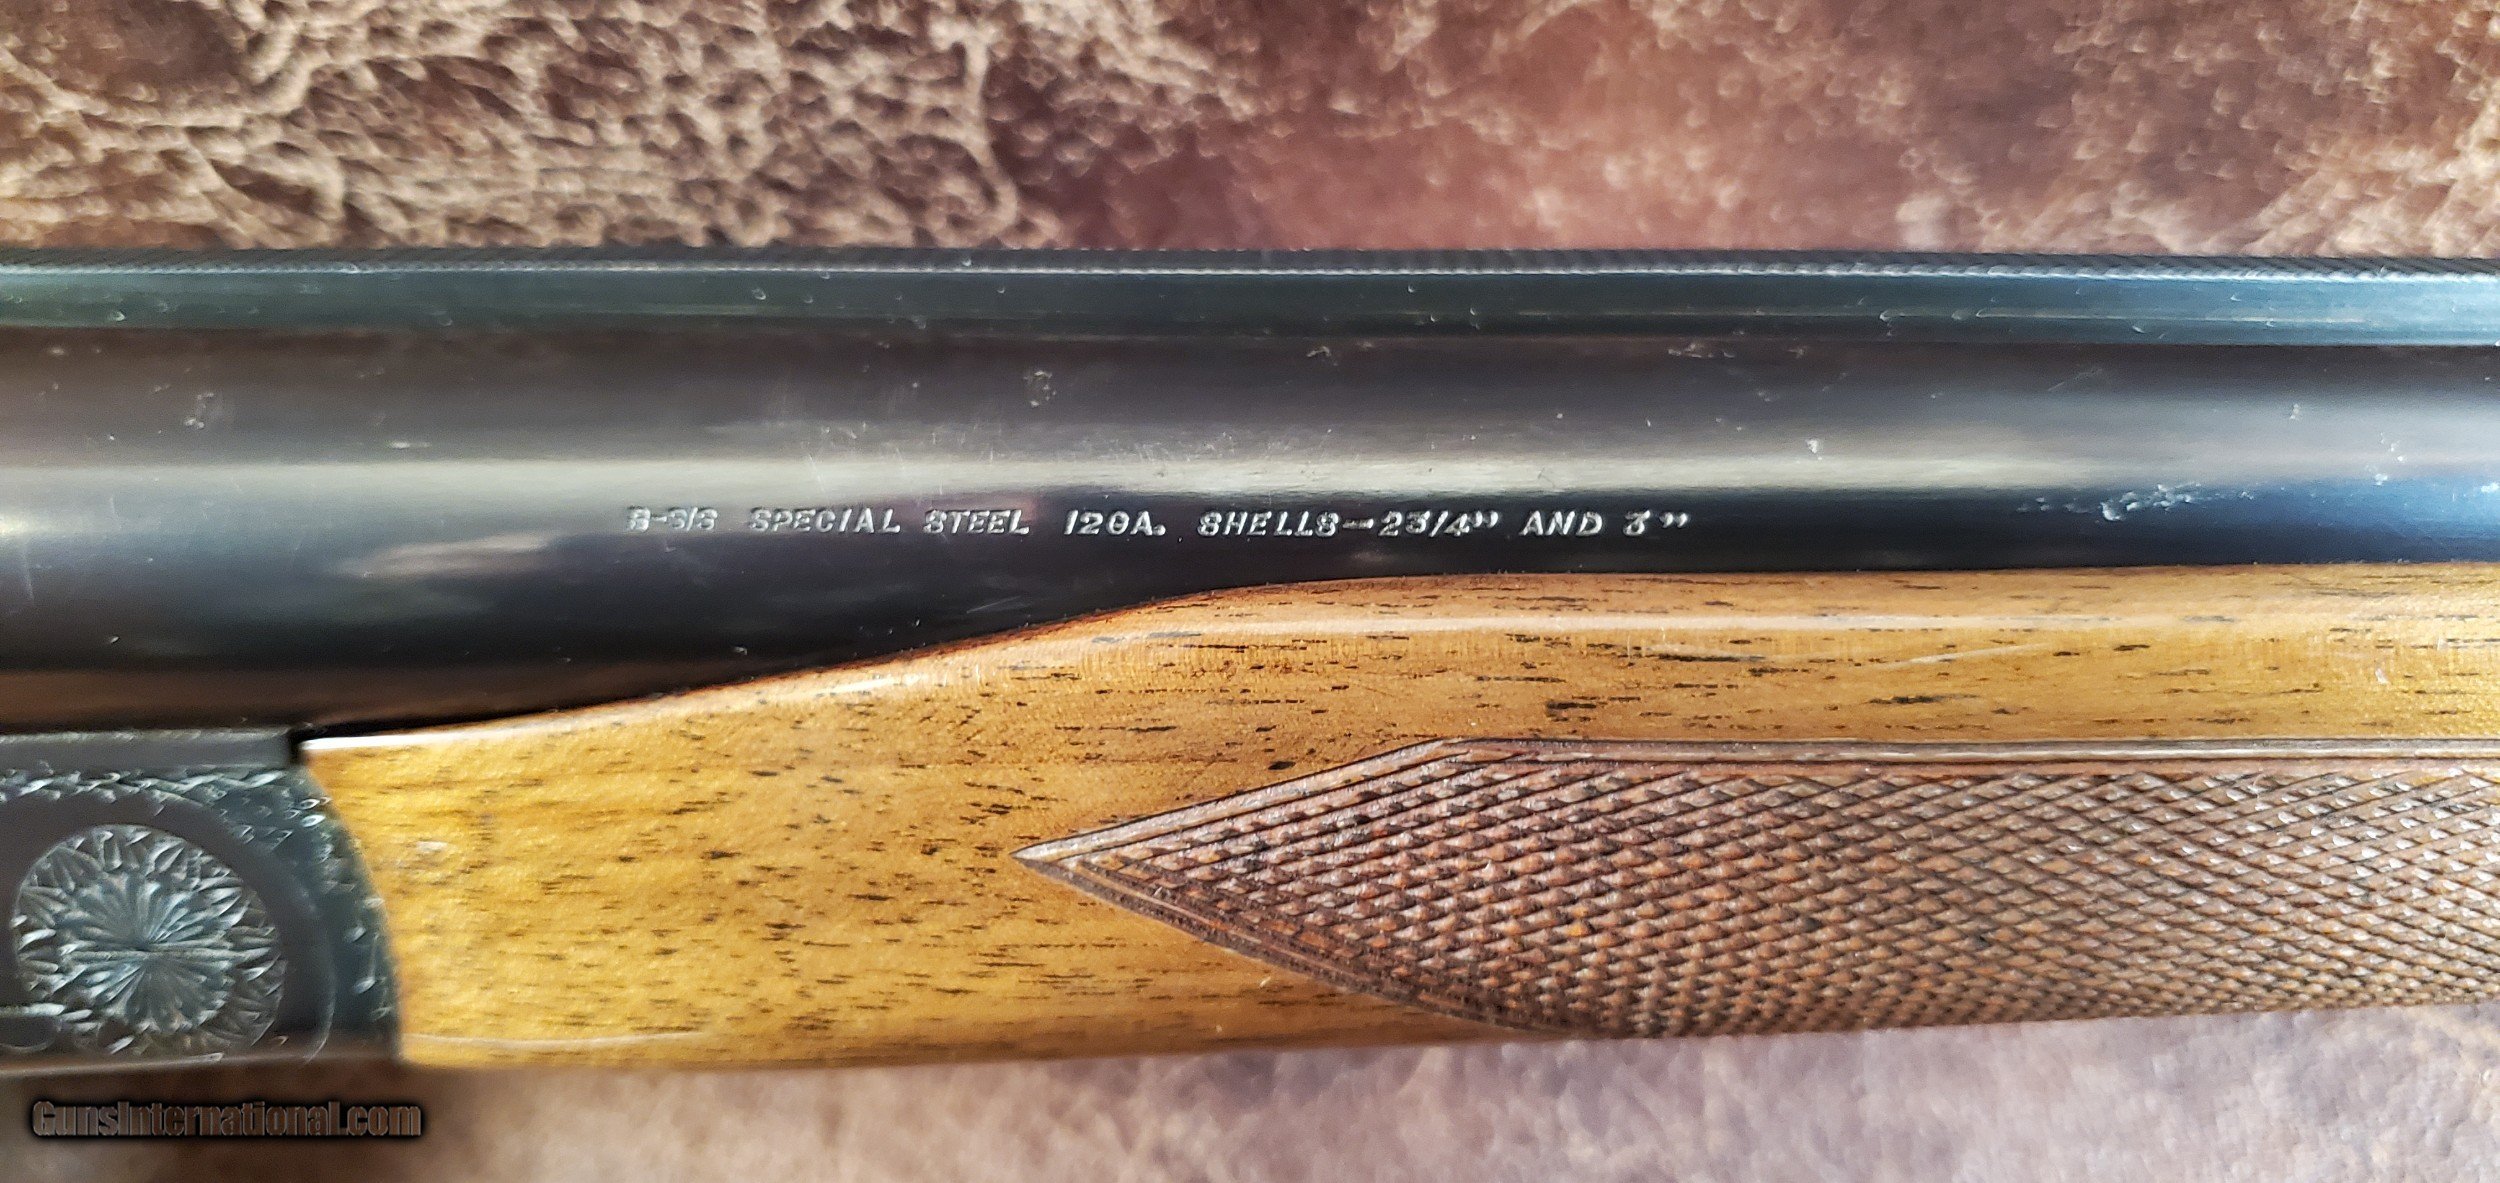 B-S/S SPECIAL STEEL 12GA. SHELLS--2 3/4" AND 3"
GunsInternational.com